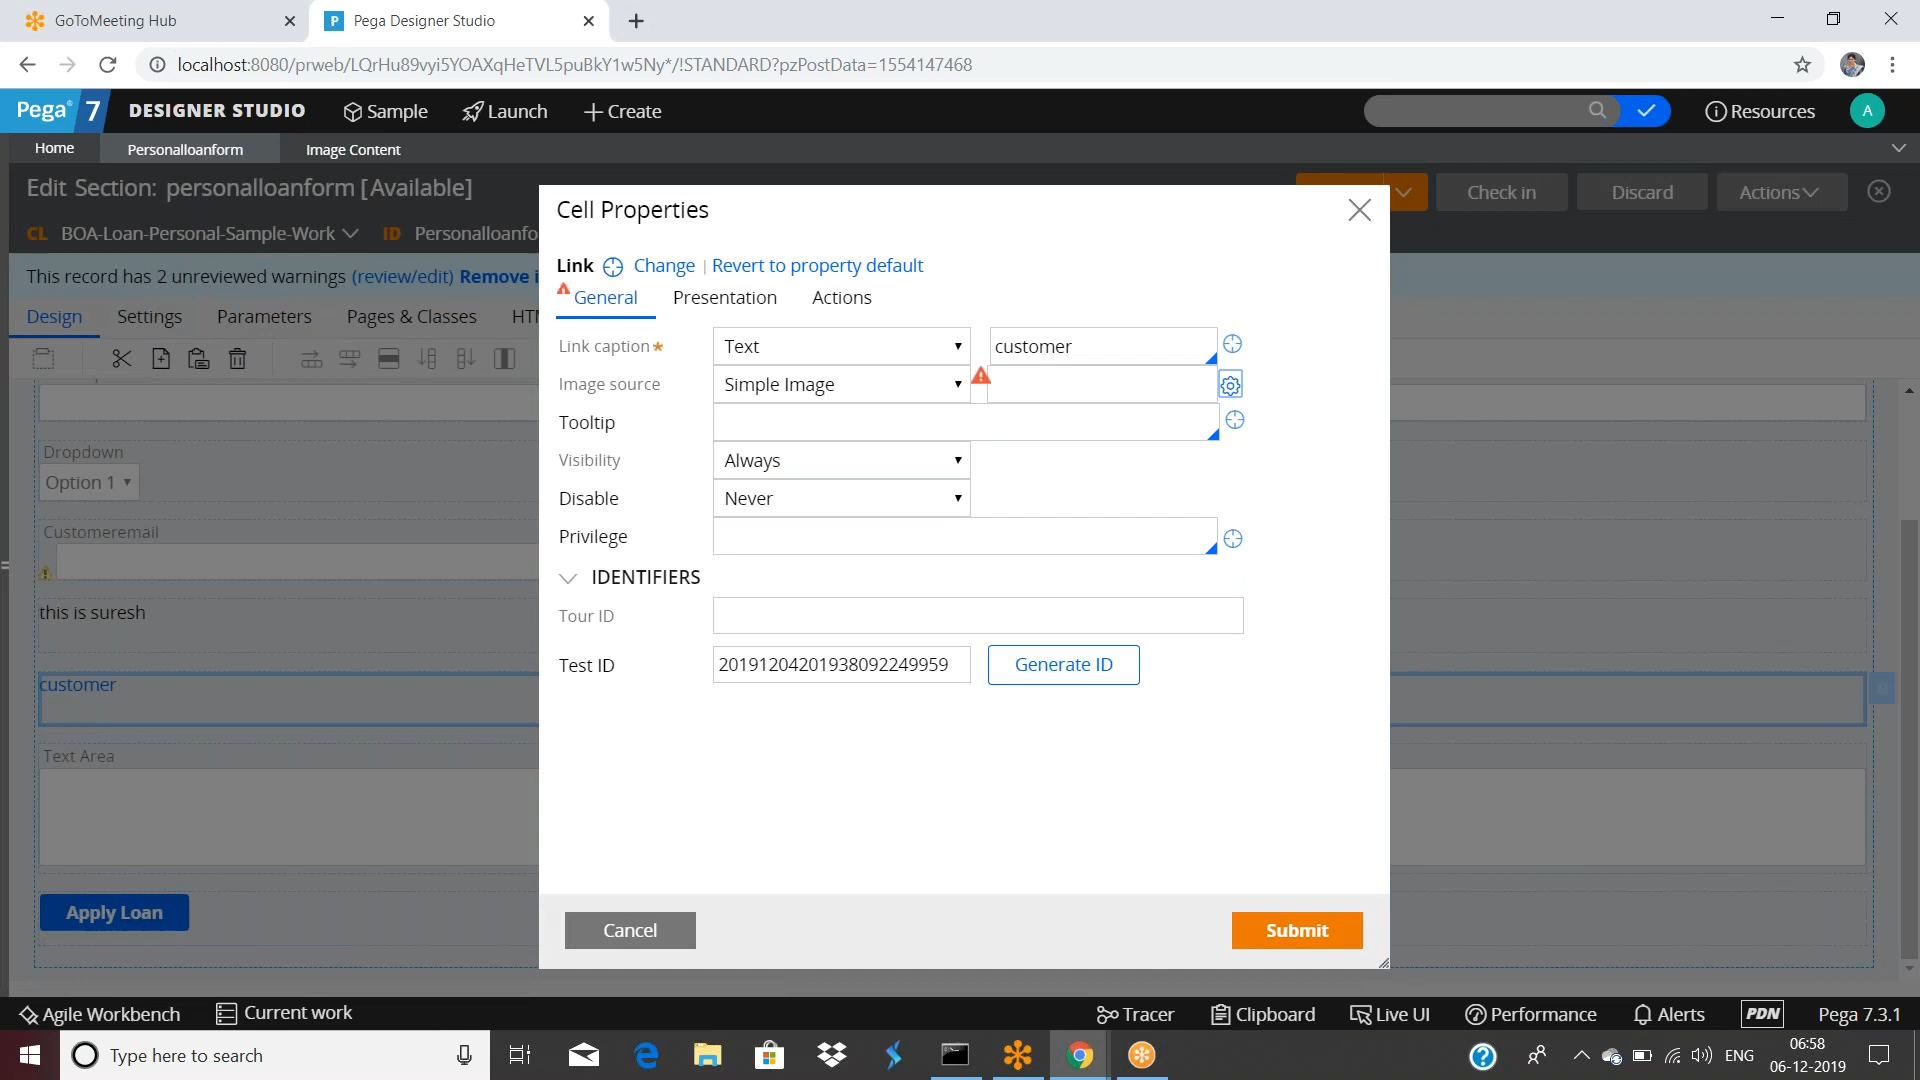 GoToMeeting Hub
Pega Designer Studio
localhost:8080/prweb/LQrHu89vyi5YOAXqHeTVL5puBkY1w5Ny*/!STANDARD?pzPostData=1554147468
Pega 7 DESIGNER STUDIO Sample Launch Create Resources A
Home Personalloanform Image Content
Edit Section: personalloanform [Available] Check in Discard Actions
CL BOA-Loan-Personal-Sample-Work ID Personalloanfo
This record has 2 unreviewed warnings (review/edit) Remove i
Design Settings Parameters Pages & Classes HT
Dropdown
Option 1
Customeremail
this is suresh
customer
Text Area
Apply Loan
Cell Properties
Link Change | Revert to property default
General Presentation Actions
Link caption* Text customer
Image source Simple Image
Tooltip
Visibility Always
Disable Never
Privilege
IDENTIFIERS
Tour ID
Test ID 20191204201938092249959 Generate ID
Cancel Submit
Agile Workbench Current work Tracer Clipboard Live UI Performance Alerts PDN Pega 7.3.1
Type here to search ENG 06:58
06-12-2019